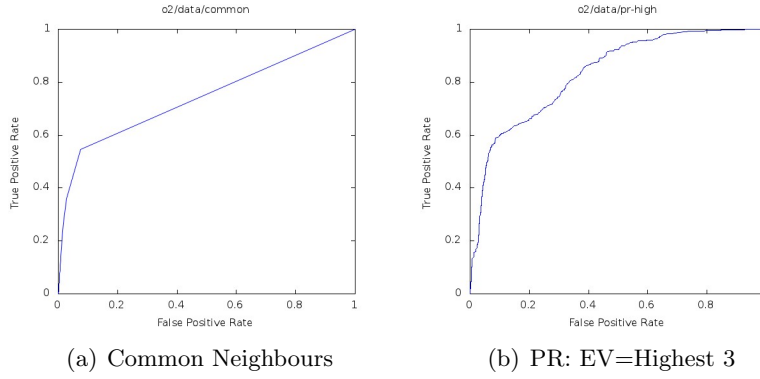 o2/data/common
1
0.8
0.6
0.4
0.2
0
True Positive Rate
0 0.2 0.4 0.6 0.8 1
False Positive Rate
(a) Common Neighbours
o2/data/pr-high
1
0.8
0.6
0.4
0.2
0
True Positive Rate
0 0.2 0.4 0.6 0.8
False Positive Rate
(b) PR: EV=Highest 3